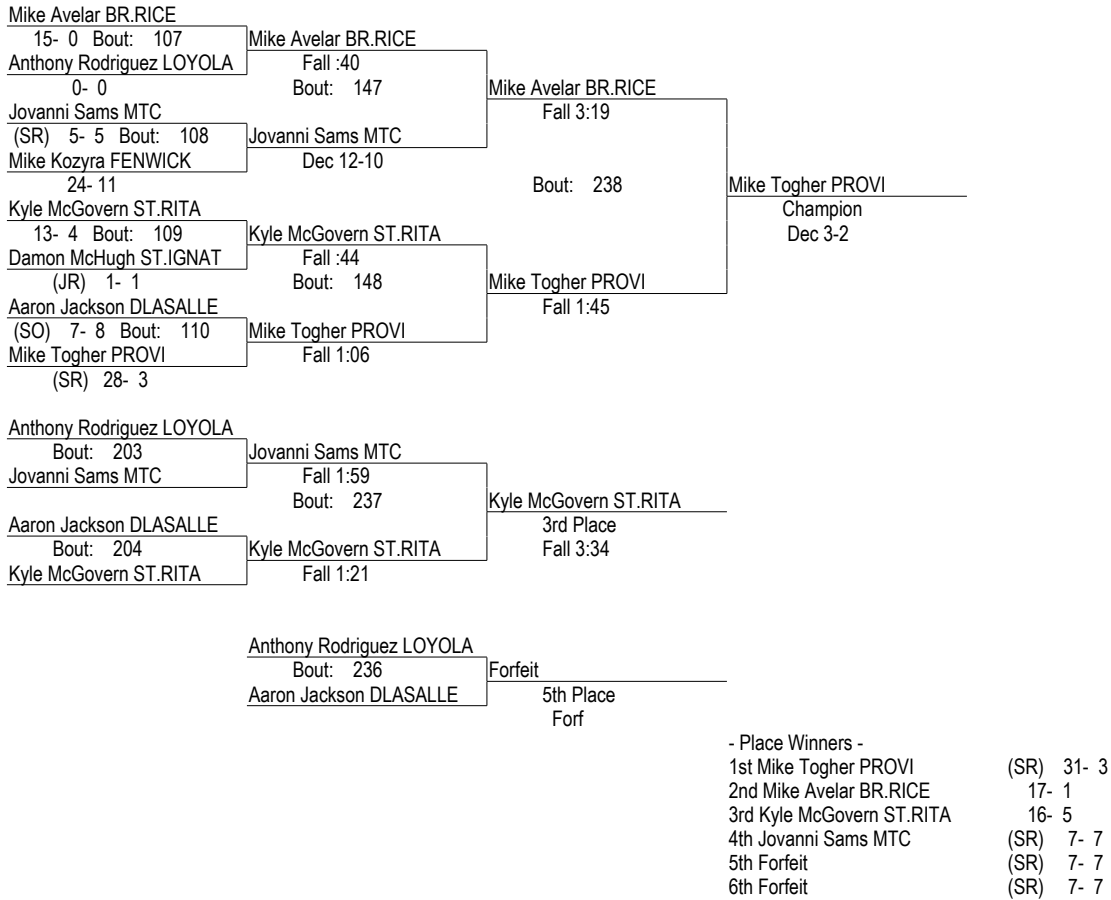 Mike Avelar BR.RICE
15- 0 Bout: 107 Mike Avelar BR.RICE
Anthony Rodriguez LOYOLA Fall :40
0- 0 Bout: 147 Mike Avelar BR.RICE
Jovanni Sams MTC Fall 3:19
(SR) 5- 5 Bout: 108 Jovanni Sams MTC
Mike Kozyra FENWICK Dec 12-10
24- 11 Bout: 238 Mike Togher PROVI
Kyle McGovern ST.RITA Champion
13- 4 Bout: 109 Kyle McGovern ST.RITA Dec 3-2
Damon McHugh ST.IGNAT Fall :44
(JR) 1- 1 Bout: 148 Mike Togher PROVI
Aaron Jackson DLASALLE Fall 1:45
(SO) 7- 8 Bout: 110 Mike Togher PROVI
Mike Togher PROVI Fall 1:06
(SR) 28- 3
Anthony Rodriguez LOYOLA
Bout: 203 Jovanni Sams MTC
Jovanni Sams MTC Fall 1:59
Bout: 237 Kyle McGovern ST.RITA
Aaron Jackson DLASALLE 3rd Place
Bout: 204 Kyle McGovern ST.RITA Fall 3:34
Kyle McGovern ST.RITA Fall 1:21
Anthony Rodriguez LOYOLA
Bout: 236 Forfeit
Aaron Jackson DLASALLE 5th Place
Forf
- Place Winners -
1st Mike Togher PROVI (SR) 31- 3
2nd Mike Avelar BR.RICE 17- 1
3rd Kyle McGovern ST.RITA 16- 5
4th Jovanni Sams MTC (SR) 7- 7
5th Forfeit (SR) 7- 7
6th Forfeit (SR) 7- 7